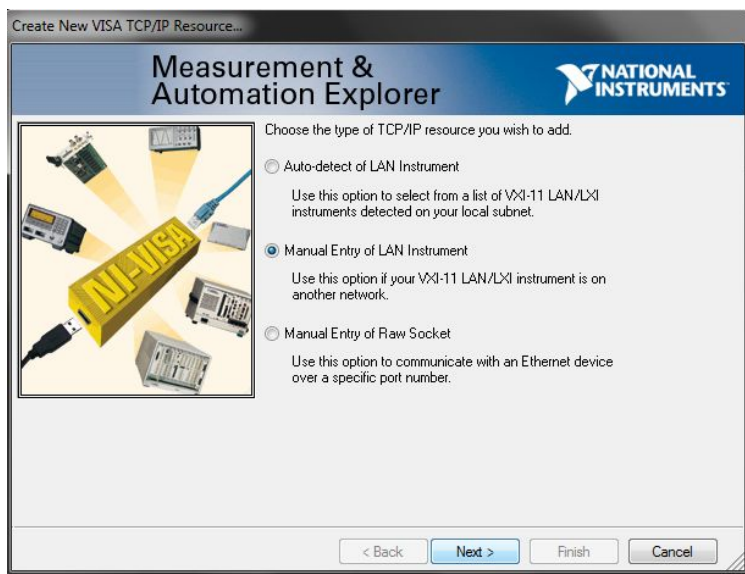 Create New VISA TCP/IP Resource...
Measurement &
Automation Explorer
NATIONAL
INSTRUMENTS
NI-VISA
Choose the type of TCP/IP resource you wish to add.
Auto-detect of LAN Instrument
Use this option to select from a list of VXI-11 LAN/LXI
instruments detected on your local subnet.
Manual Entry of LAN Instrument
Use this option if your VXI-11 LAN/LXI instrument is on
another network.
Manual Entry of Raw Socket
Use this option to communicate with an Ethernet device
over a specific port number.
< Back Next > Finish Cancel